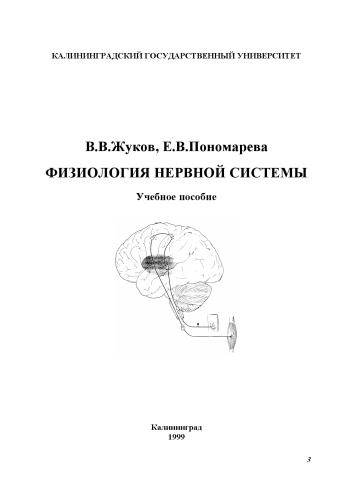 КАЛИНИНГРАДСКИЙ ГОСУДАРСТВЕННЫЙ УНИВЕРСИТЕТ
В.В.Жуков, Е.В.Пономарева
ФИЗИОЛОГИЯ НЕРВНОЙ СИСТЕМЫ
Учебное пособие
Калининград
1999
3